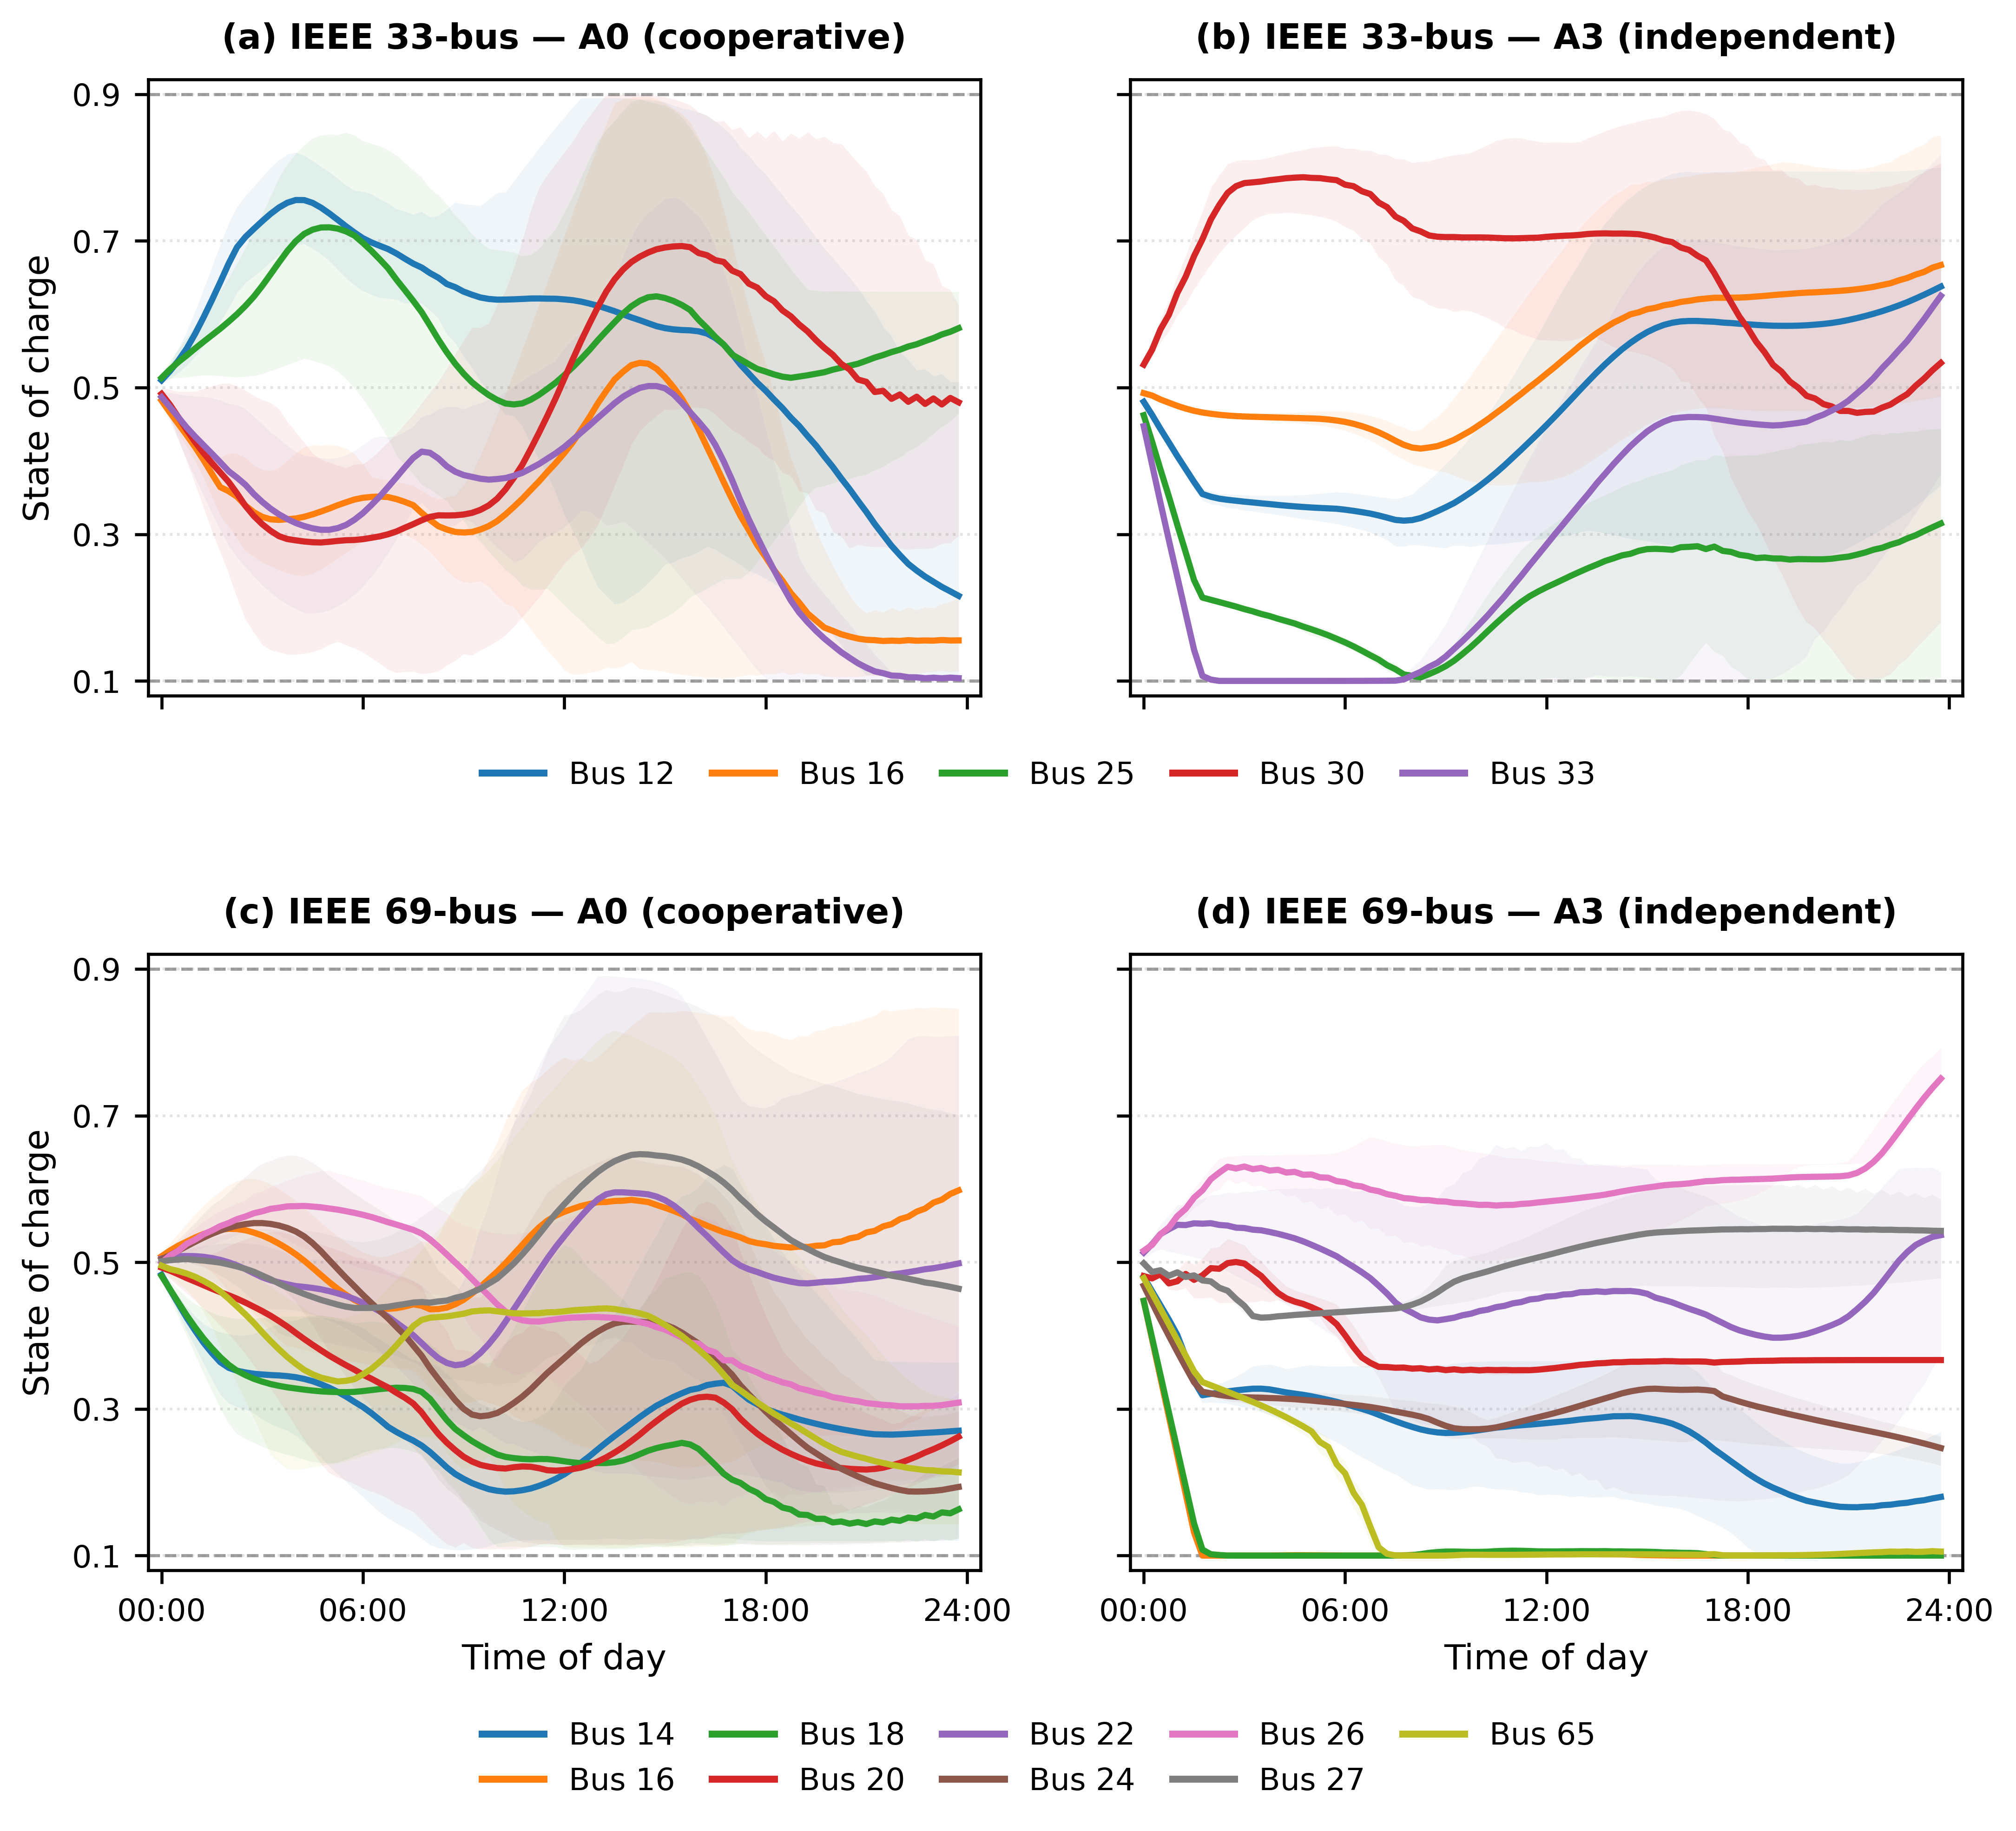 (a) IEEE 33-bus — A0 (cooperative)
(b) IEEE 33-bus — A3 (independent)
State of charge
0.9
0.7
0.5
0.3
0.1
Bus 12 Bus 16 Bus 25 Bus 30 Bus 33
(c) IEEE 69-bus — A0 (cooperative)
(d) IEEE 69-bus — A3 (independent)
State of charge
0.9
0.7
0.5
0.3
0.1
00:00 06:00 12:00 18:00 24:00
00:00 06:00 12:00 18:00 24:00
Time of day
Time of day
Bus 14 Bus 18 Bus 22 Bus 26 Bus 65
Bus 16 Bus 20 Bus 24 Bus 27